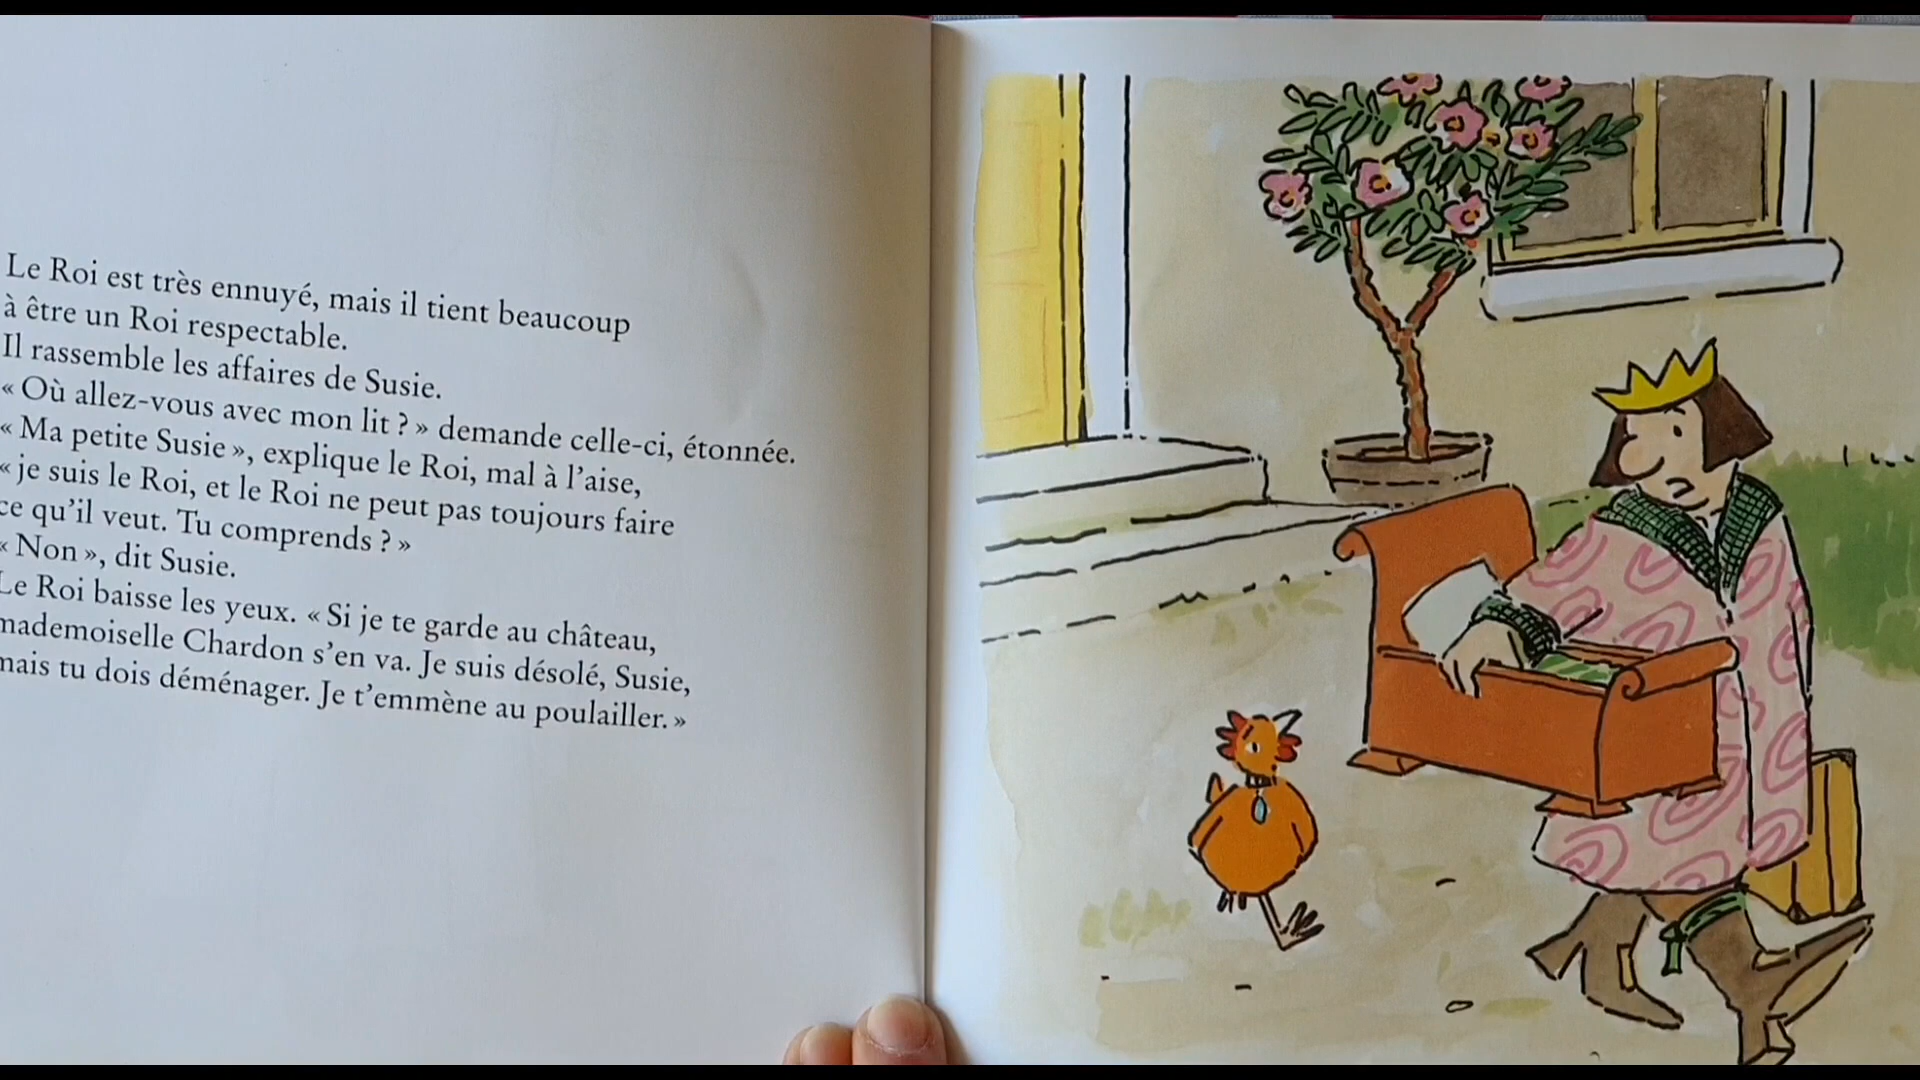 Le Roi est très ennuyé, mais il tient beaucoup
à être un Roi respectable.
Il rassemble les affaires de Susie.
« Où allez-vous avec mon lit ? » demande celle-ci, étonnée.
« Ma petite Susie », explique le Roi, mal à l’aise,
« je suis le Roi, et le Roi ne peut pas toujours faire
ce qu’il veut. Tu comprends ? »
« Non », dit Susie.
Le Roi baisse les yeux. « Si je te garde au château,
mademoiselle Chardon s’en va. Je suis désolé, Susie,
mais tu dois déménager. Je t’emmène au poulailler. »